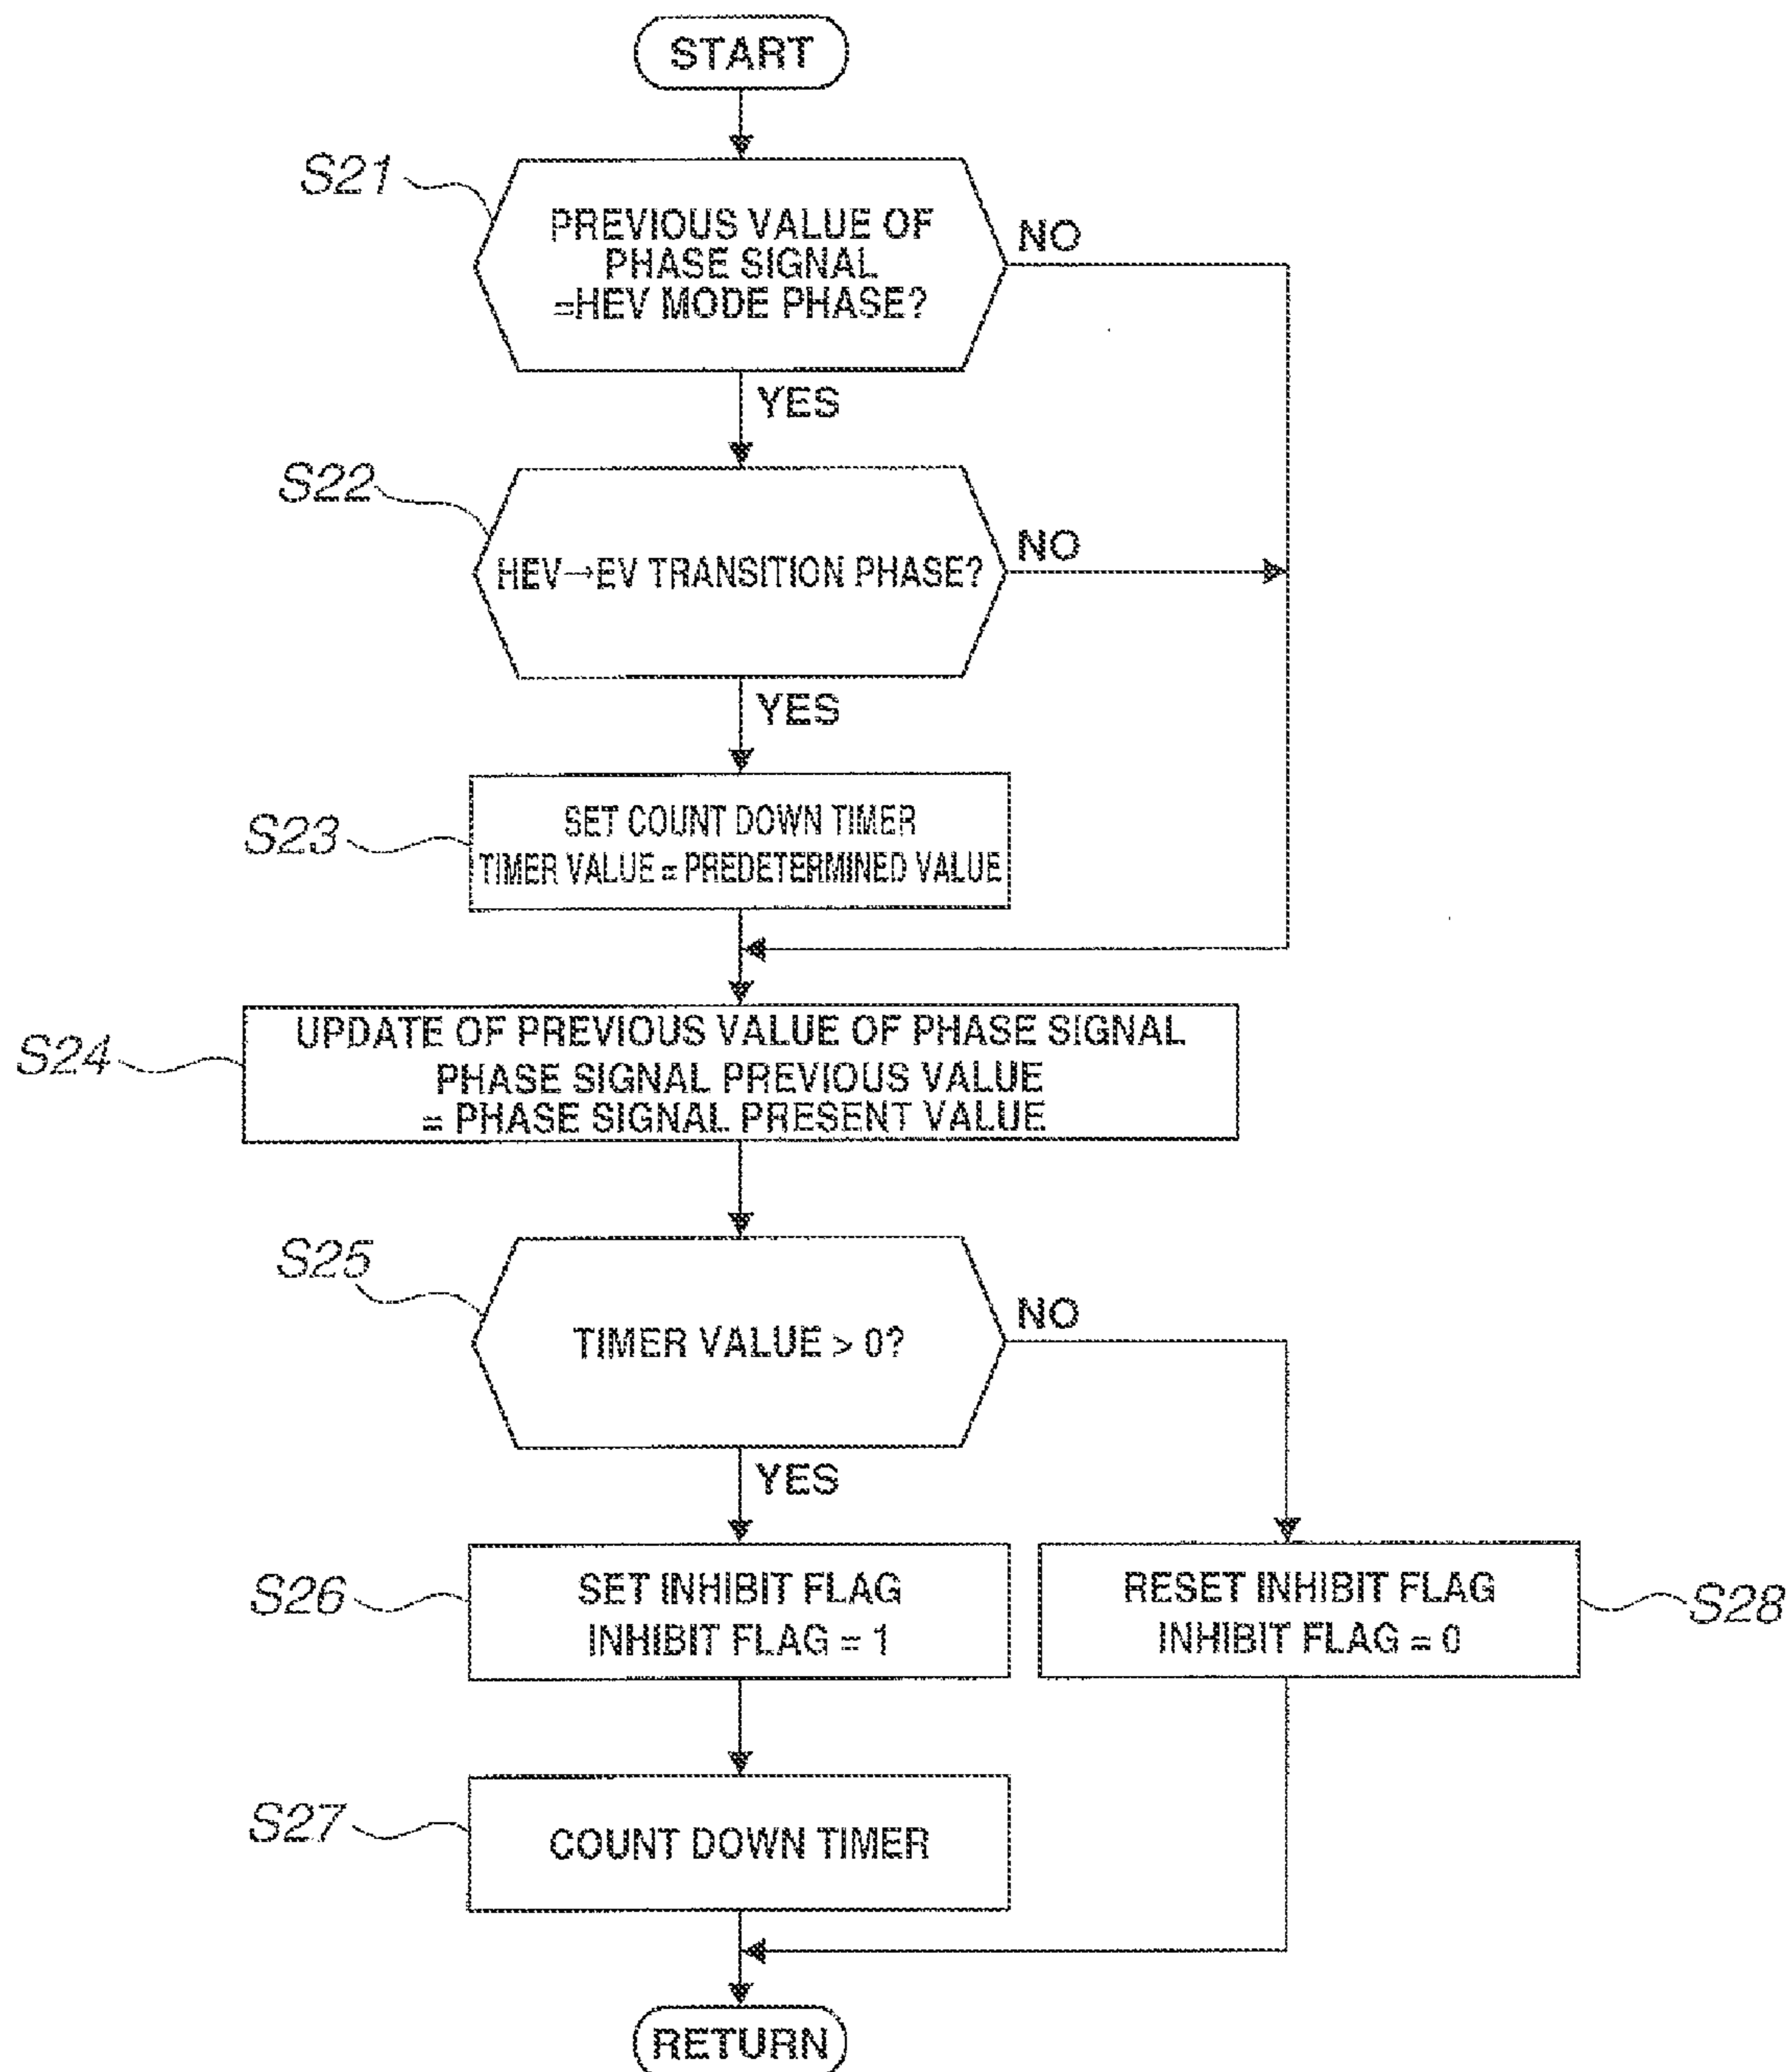 START
S21
PREVIOUS VALUE OF
PHASE SIGNAL
=HEV MODE PHASE?
NO
YES
S22
HEV→EV TRANSITION PHASE?
NO
YES
S23
SET COUNT DOWN TIMER
TIMER VALUE = PREDETERMINED VALUE
S24
UPDATE OF PREVIOUS VALUE OF PHASE SIGNAL
PHASE SIGNAL PREVIOUS VALUE
= PHASE SIGNAL PRESENT VALUE
S25
TIMER VALUE > 0?
NO
YES
S26
SET INHIBIT FLAG
INHIBIT FLAG = 1
RESET INHIBIT FLAG
INHIBIT FLAG = 0
S28
S27
COUNT DOWN TIMER
RETURN